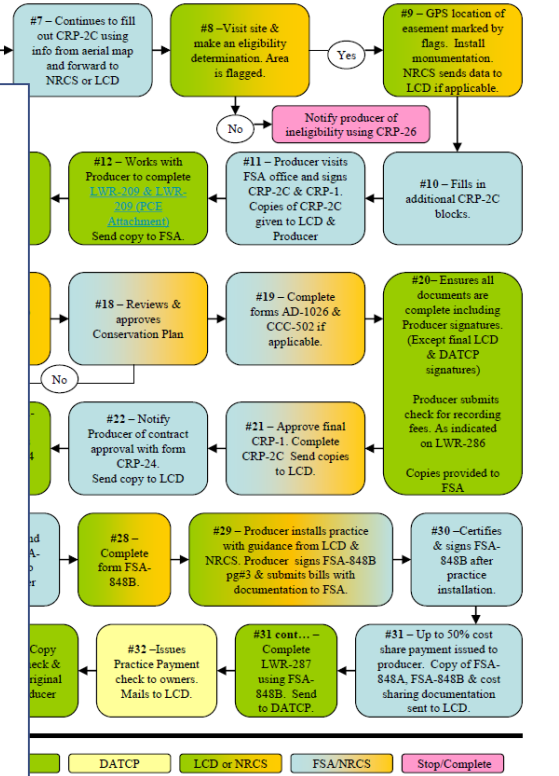 #7 – Continues to fill
out CRP-2C using
info from aerial map
and forward to
NRCS or LCD
#8 –Visit site &
make an eligibility
determination. Area
is flagged.
Yes
#9 – GPS location of
easement marked by
flags.  Install
monumentation.
NRCS sends data to
LCD if applicable.
No
Notify producer of
ineligibility using CRP-26
#12 – Works with
Producer to complete
LWR-209 & LWR-
209 (PCE
Attachment)
Send copy to FSA.
#11 – Producer visits
FSA office and signs
CRP-2C & CRP-1.
Copies of CRP-2C
given to LCD &
Producer
#10 – Fills in
additional CRP-2C
blocks.
#18 – Reviews &
approves
Conservation Plan
#19 – Complete
forms AD-1026 &
CCC-502 if
applicable.
#20– Ensures all
documents are
complete including
Producer signatures.
(Except final LCD
& DATCP
signatures)
Producer submits
check for recording
fees. As indicated
on LWR-286
Copies provided to
FSA
No
4
#22 – Notify
Producer of contract
approval with form
CRP-24.
Send copy to LCD
#21 – Approve final
CRP-1. Complete
CRP-2C  Send copies
to LCD.
nd
A-
o
er
#28 –
Complete
form FSA-
848B.
#29 – Producer installs practice
with guidance from LCD &
NRCS. Producer  signs FSA-848B
pg#3 & submits bills with
documentation to FSA.
#30 –Certifies
& signs FSA-
848B after
practice
installation.
Copy
eck &
riginal
ducer
#32 –Issues
Practice Payment
check to owners.
Mails to LCD.
#31 cont… –
Complete
LWR-287
using FSA-
848B. Send
to DATCP.
#31 – Up to 50% cost
share payment issued to
producer. Copy of FSA-
848A, FSA-848B & cost
sharing documentation
sent to LCD.
DATCP
LCD or NRCS
FSA/NRCS
Stop/Complete